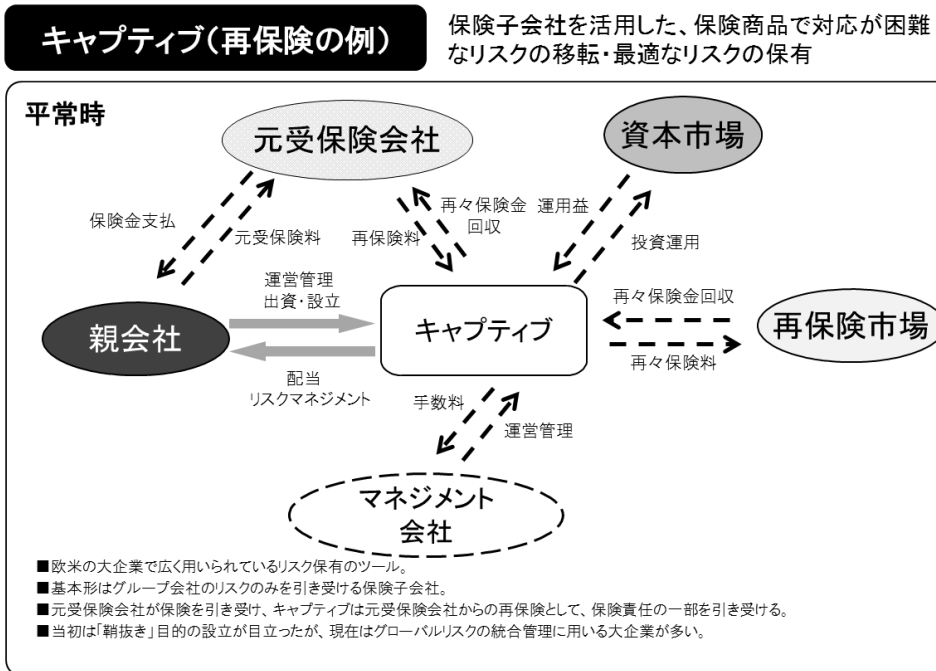 キャプティブ(再保険の例)
保険子会社を活用した、保険商品で対応が困難
なリスクの移転・最適なリスクの保有
平常時
元受保険会社
資本市場
保険金支払
元受保険料
再保険料
再々保険金
回収
運用益
投資運用
運営管理
出資・設立
親会社
キャプティブ
再々保険金回収
再保険市場
再々保険料
配当
リスクマネジメント
手数料
運営管理
マネジメント
会社
■欧米の大企業で広く用いられているリスク保有のツール。
■基本形はグループ会社のリスクのみを引き受ける保険子会社。
■元受保険会社が保険を引き受け、キャプティブは元受保険会社からの再保険として、保険責任の一部を引き受ける。
■当初は「鞘抜き」目的の設立が目立ったが、現在はグローバルリスクの統合管理に用いる大企業が多い。